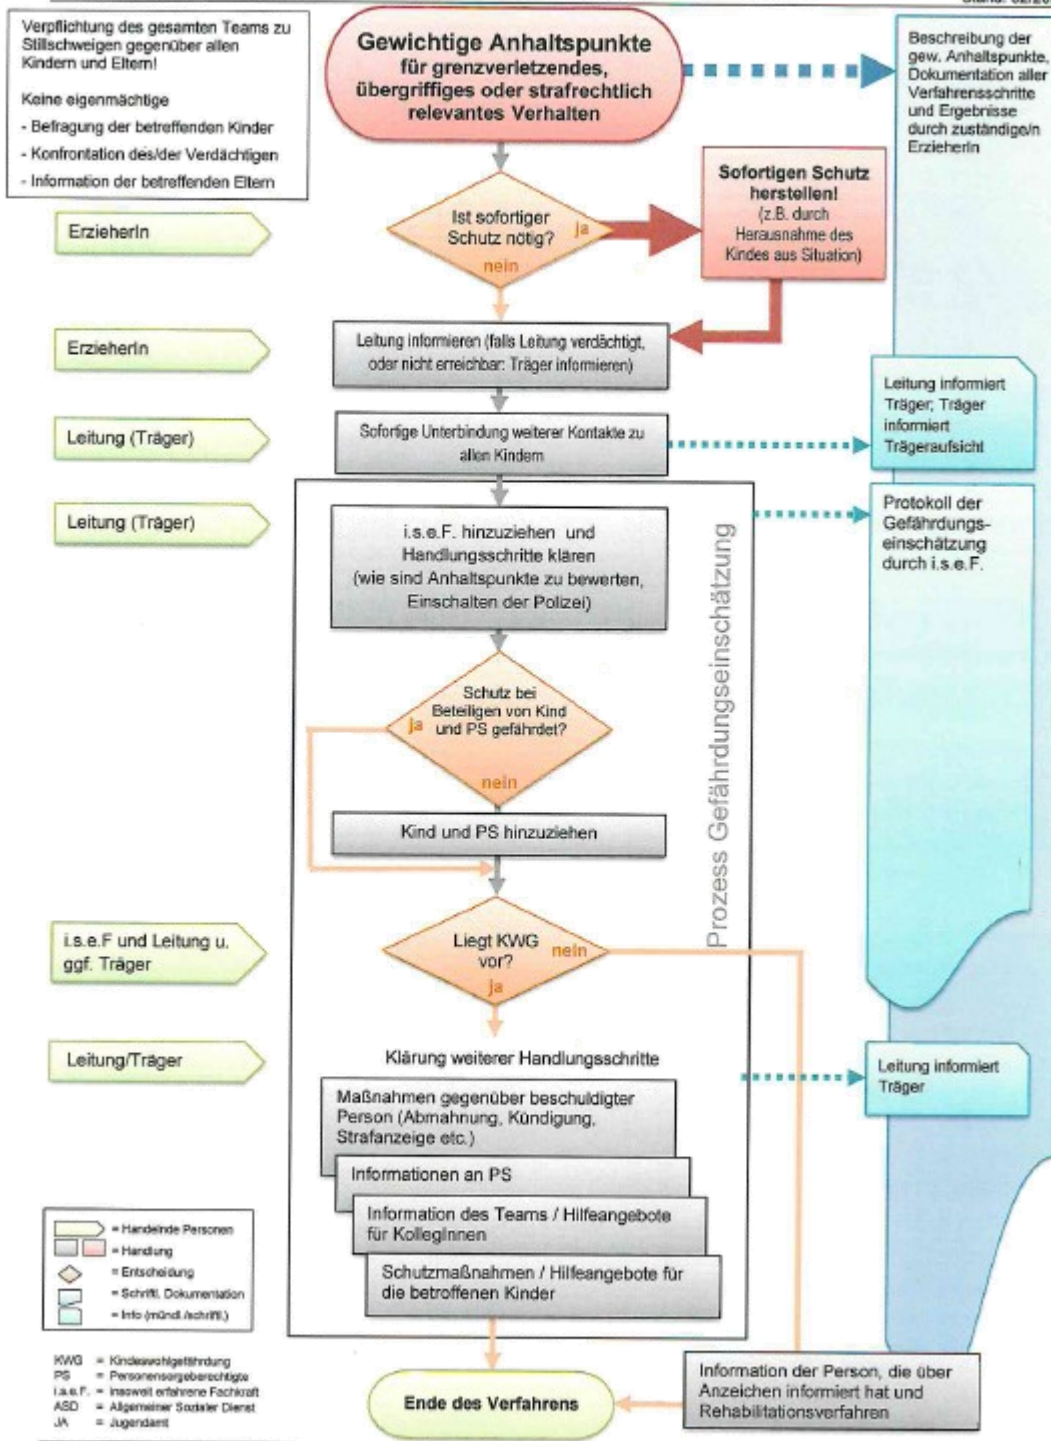 Verpflichtung des gesamten Teams zu
Stillschweigen gegenüber allen
Kindern und Eltern!
Keine eigenmächtige
- Befragung der betreffenden Kinder
- Konfrontation des/der Verdächtigen
- Information der betreffenden Eltern
Gewichtige Anhaltspunkte
für grenzverletzendes,
übergriffiges oder strafrechtlich
relevantes Verhalten
Beschreibung der
gew. Anhaltspunkte,
Dokumentation aller
Verfahrensschritte
und Ergebnisse
durch zuständige/n
ErzieherIn
ErzieherIn
Ist sofortiger
Schutz nötig?
ja
nein
Sofortigen Schutz
herstellen!
(z.B. durch
Herausnahme des
Kindes aus Situation)
ErzieherIn
Leitung informieren (falls Leitung verdächtigt,
oder nicht erreichbar: Träger informieren)
Leitung (Träger)
Sofortige Unterbindung weiterer Kontakte zu
allen Kindern
Leitung informiert
Träger; Träger
informiert
Trägeraufsicht
Leitung (Träger)
i.s.e.F. hinzuziehen und
Handlungsschritte klären
(wie sind Anhaltspunkte zu bewerten,
Einschalten der Polizei)
Protokoll der
Gefährdungs-
einschätzung
durch i.s.e.F.
Prozess Gefährdungseinschätzung
Schutz bei
Beteiligen von Kind
und PS gefährdet?
ja
nein
Kind und PS hinzuziehen
i.s.e.F und Leitung u.
ggf. Träger
Liegt KWG
vor?
nein
ja
Leitung/Träger
Klärung weiterer Handlungsschritte
Leitung informiert
Träger
Maßnahmen gegenüber beschuldigter
Person (Abmahnung, Kündigung,
Strafanzeige etc.)
Informationen an PS
Information des Teams / Hilfeangebote
für KollegInnen
Schutzmaßnahmen / Hilfeangebote für
die betroffenen Kinder
= Handelnde Personen
= Handlung
= Entscheidung
= Schriftl. Dokumentation
= Info (mündl./schriftl.)
KWG = Kindeswohlgefährdung
PS = Personensorgeberechtigte
i.s.e.F. = Insoweit erfahrene Fachkraft
ASD = Allgemeiner Sozialer Dienst
JA = Jugendamt
Ende des Verfahrens
Information der Person, die über
Anzeichen informiert hat und
Rehabilitationsverfahren